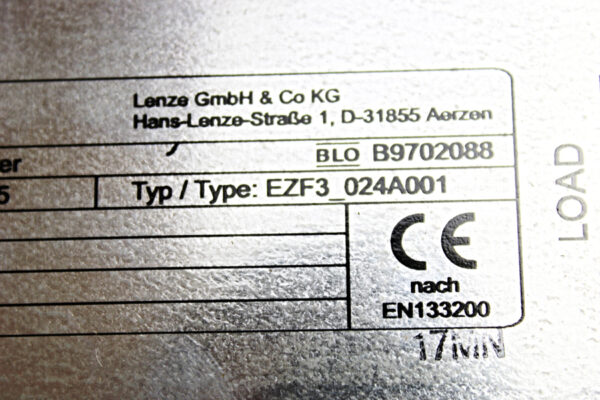 Lenze GmbH & Co KG
Hans-Lenze-Straße 1, D-31855 Aerzen
er
BLO B9702088
5
Typ / Type: EZF3_024A001
CE
nach
EN133200
17MN
LOAD